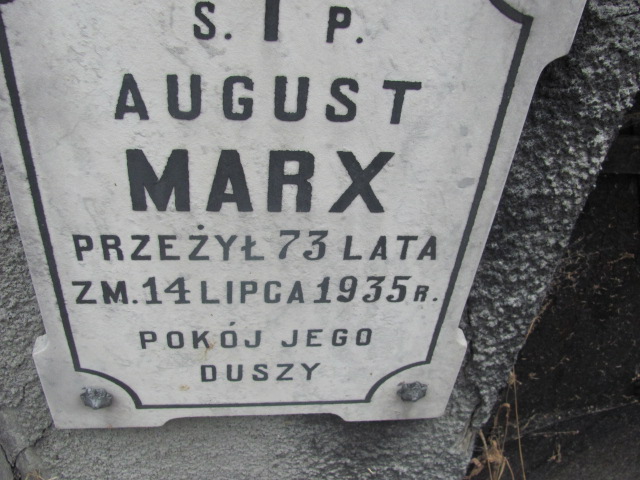 Ś. P.
AUGUST
MARX
PRZEŻYŁ 73 LATA
ZM. 14 LIPCA 1935 R.
POKÓJ JEGO
DUSZY